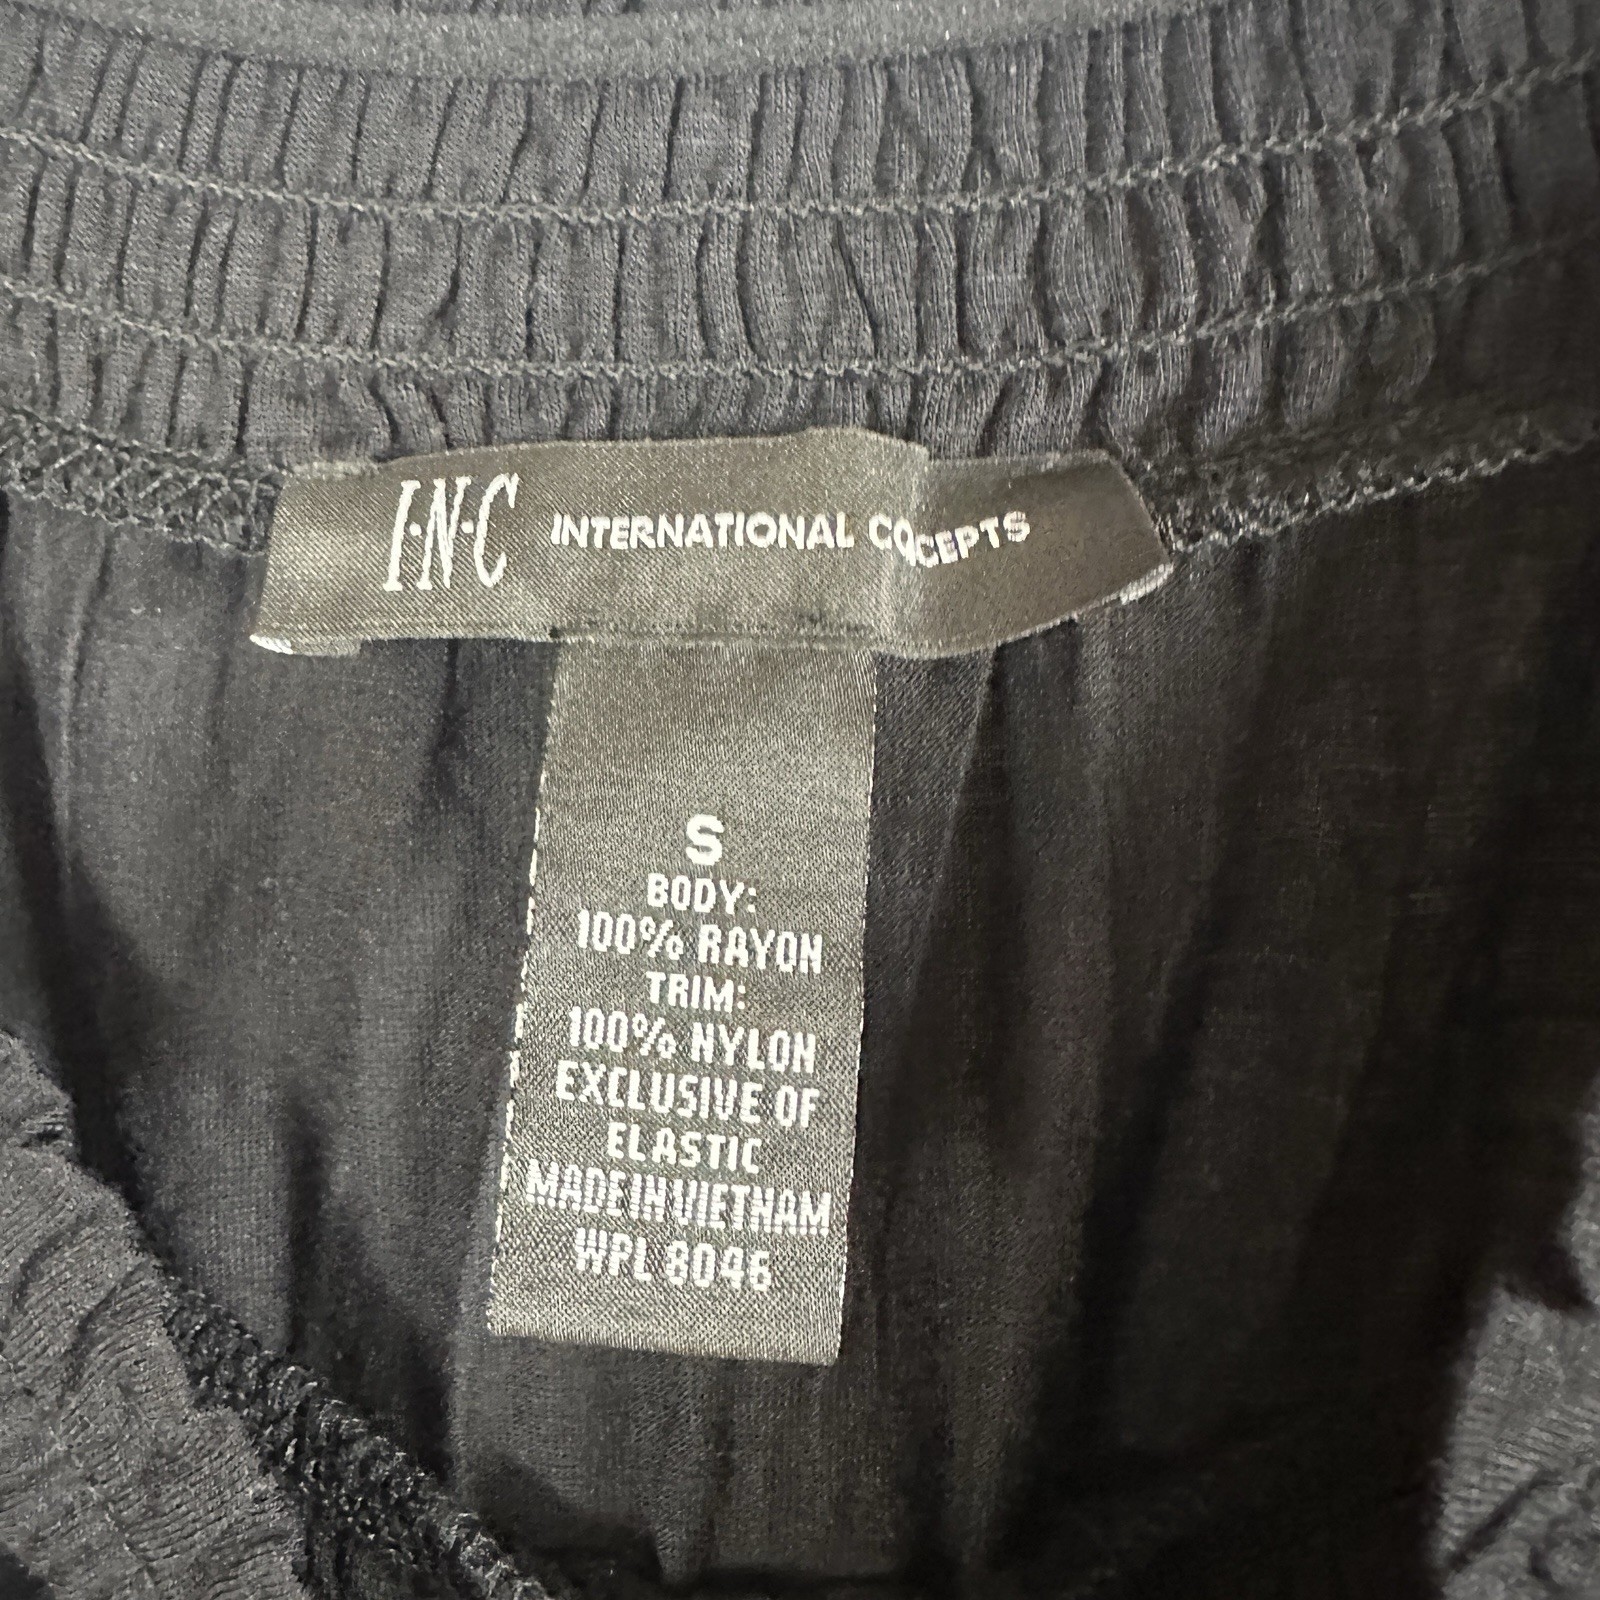 I·N·C INTERNATIONAL CONCEPTS
S
BODY:
100% RAYON
TRIM:
100% NYLON
EXCLUSIVE OF
ELASTIC
MADE IN VIETNAM
WPL 8046